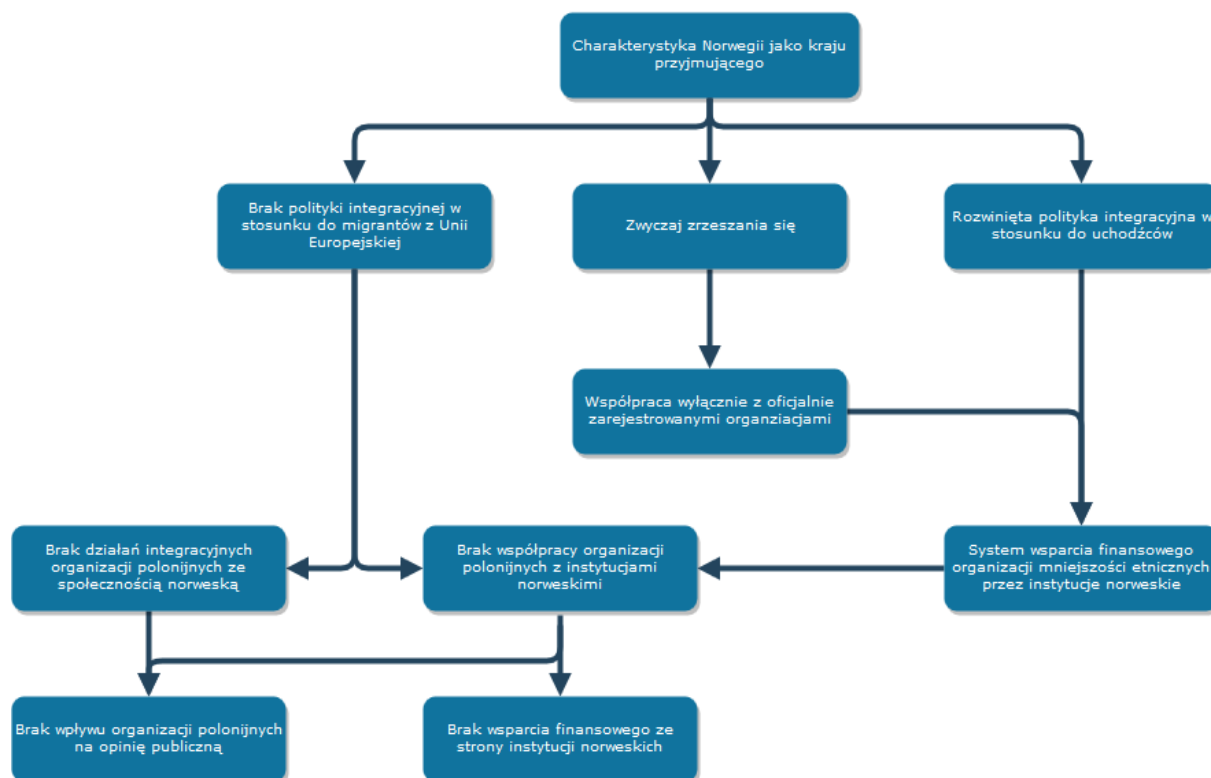 Charakterystyka Norwegii jako kraju
przyjmującego
Brak polityki integracyjnej w
stosunku do migrantów z Unii
Europejskiej
Zwyczaj zrzeszania się
Rozwinięta polityka integracyjna w
stosunku do uchodźców
Współpraca wyłącznie z oficjalnie
zarejestrowanymi organziacjami
Brak działań integracyjnych
organizacji polonijnych ze
społecznością norweską
Brak współpracy organizacji
polonijnych z instytucjami
norweskimi
System wsparcia finansowego
organizacji mniejszości etnicznych
przez instytucje norweskie
Brak wpływu organizacji polonijnych
na opinię publiczną
Brak wsparcia finansowego ze
strony instytucji norweskich